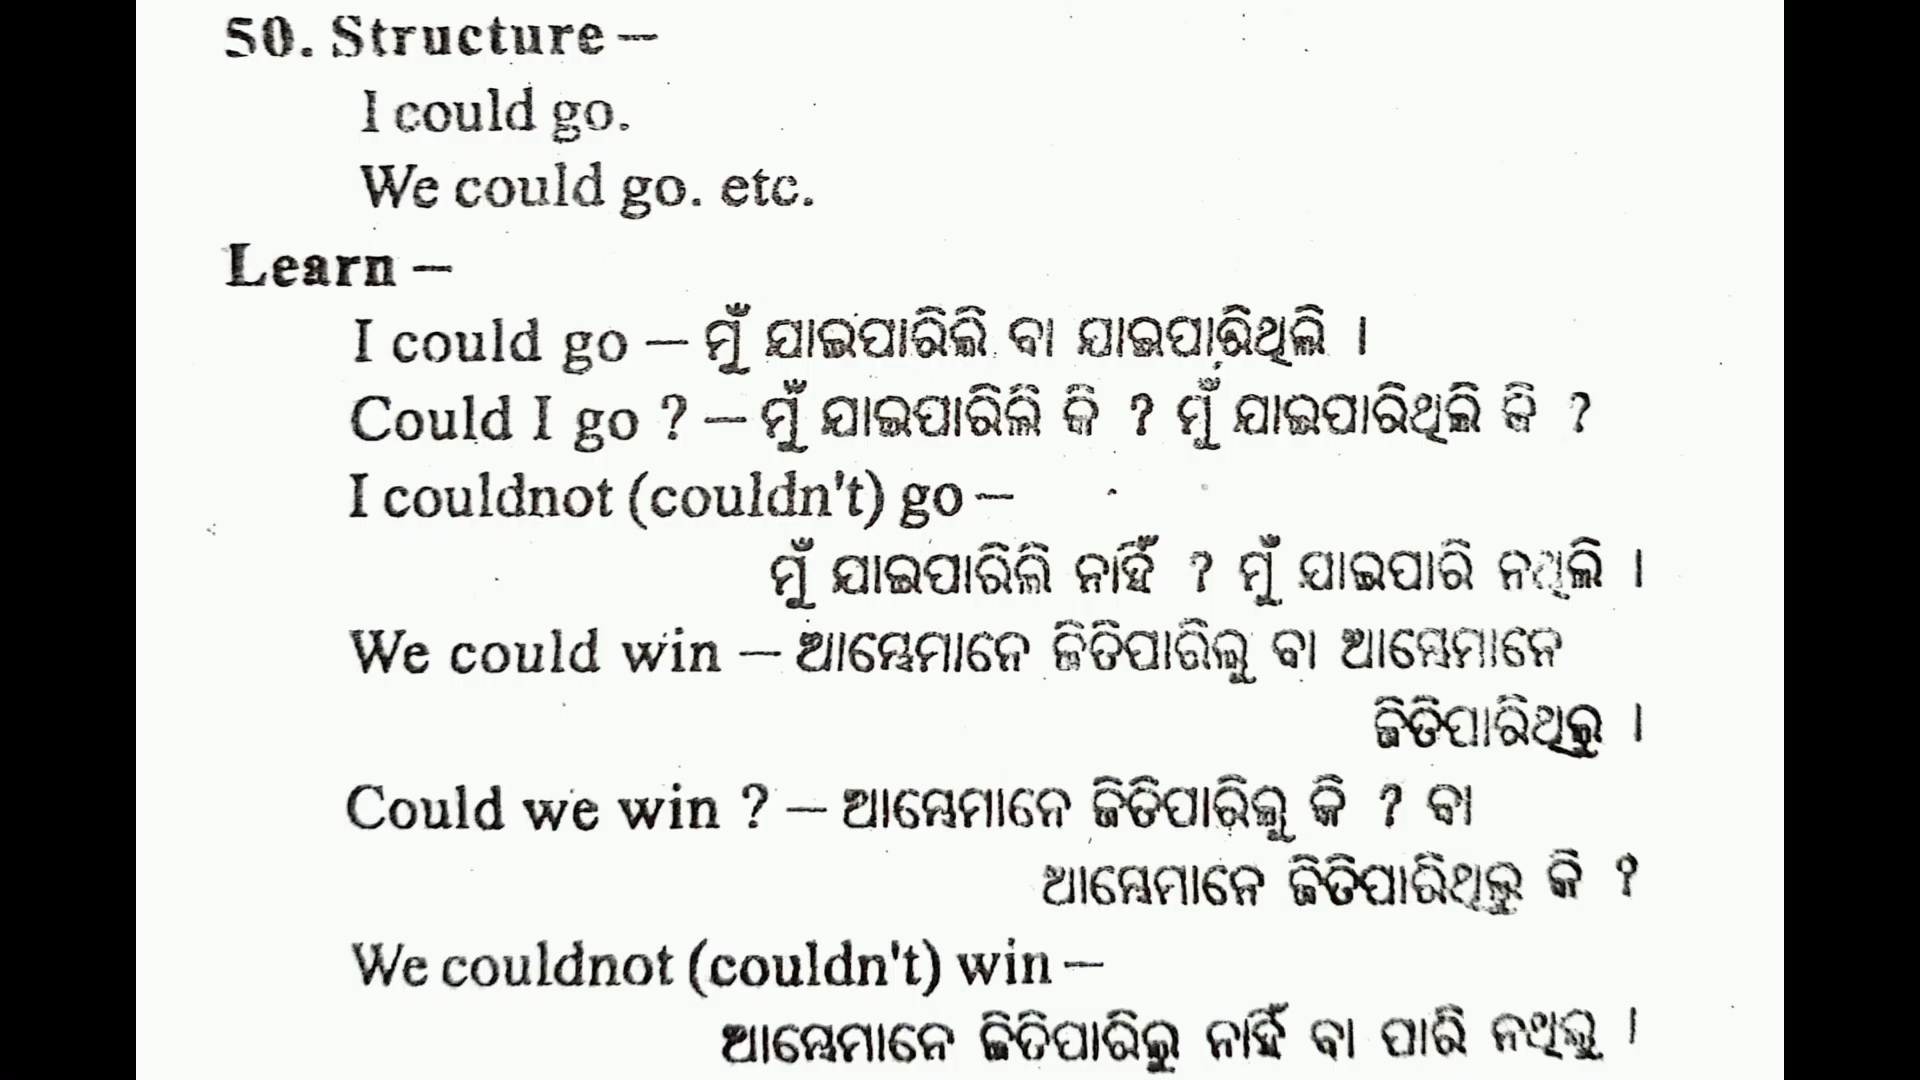 50. Structure –
I could go.
We could go. etc.
Learn –
I could go – ମୁଁ ଯାଇପାରିଲି ବା ଯାଇପାରିଥିଲି ।
Could I go ? – ମୁଁ ଯାଇପାରିଲି କି ? ମୁଁ ଯାଇପାରିଥିଲି କି ?
I couldnot (couldn't) go –
ମୁଁ ଯାଇପାରିଲି ନାହିଁ ? ମୁଁ ଯାଇପାରି ନଥିଲି ।
We could win – ଆମ୍ଭେମାନେ ଜିତିପାରିଲୁ ବା ଆମ୍ଭେମାନେ
ଜିତିପାରିଥିଲୁ ।
Could we win ? – ଆମ୍ଭେମାନେ ଜିତିପାରିଲୁ କି ? ବା
ଆମ୍ଭେମାନେ ଜିତିପାରିଥିଲୁ କି ?
We couldnot (couldn't) win –
ଆମ୍ଭେମାନେ ଜିତିପାରିଲୁ ନାହିଁ ବା ପାରି ନଥିଲୁ ।